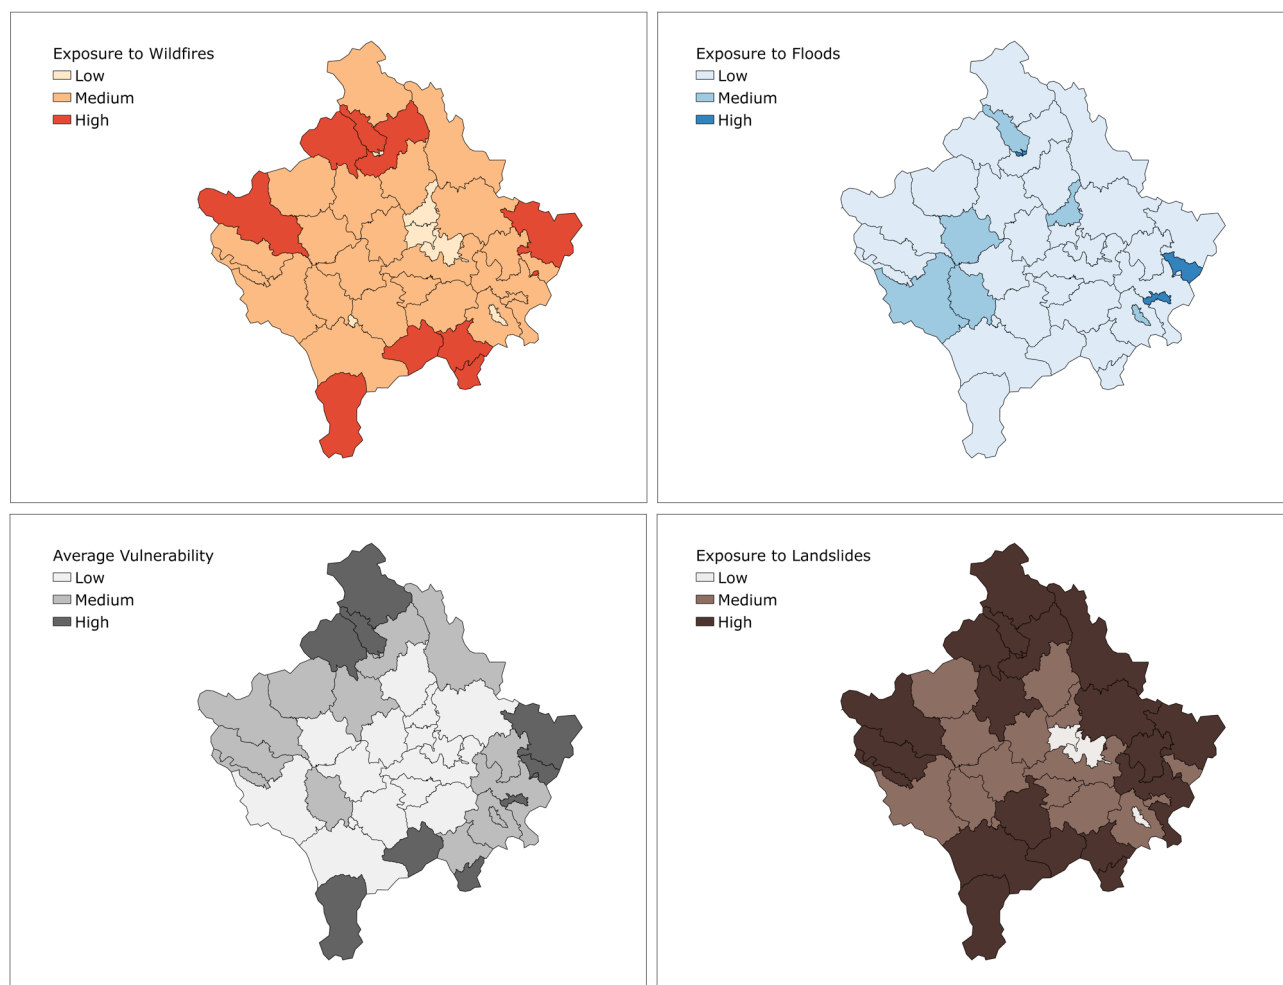 Exposure to Wildfires
Low
Medium
High
Exposure to Floods
Low
Medium
High
Average Vulnerability
Low
Medium
High
Exposure to Landslides
Low
Medium
High